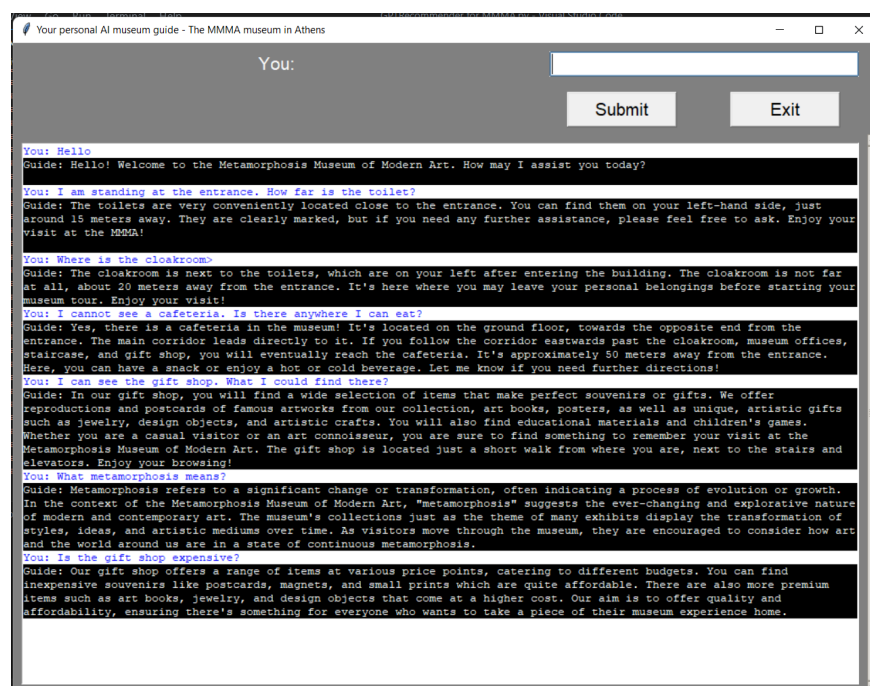 Your personal AI museum guide - The MMMA museum in Athens
You:
Submit
Exit
You: Hello
Guide: Hello! Welcome to the Metamorphosis Museum of Modern Art. How may I assist you today?
You: I am standing at the entrance. How far is the toilet?
Guide: The toilets are very conveniently located close to the entrance. You can find them on your left-hand side, just
around 15 meters away. They are clearly marked, but if you need any further assistance, please feel free to ask. Enjoy your
visit at the MMMA!
You: Where is the cloakroom>
Guide: The cloakroom is next to the toilets, which are on your left after entering the building. The cloakroom is not far
at all, about 20 meters away from the entrance. It's here where you may leave your personal belongings before starting your
museum tour. Enjoy your visit!
You: I cannot see a cafeteria. Is there anywhere I can eat?
Guide: Yes, there is a cafeteria in the museum! It's located on the ground floor, towards the opposite end from the
entrance. The main corridor leads directly to it. If you follow the corridor eastwards past the cloakroom, museum offices,
staircase, and gift shop, you will eventually reach the cafeteria. It's approximately 50 meters away from the entrance.
Here, you can have a snack or enjoy a hot or cold beverage. Let me know if you need further directions!
You: I can see the gift shop. What I could find there?
Guide: In our gift shop, you will find a wide selection of items that make perfect souvenirs or gifts. We offer
reproductions and postcards of famous artworks from our collection, art books, posters, as well as unique, artistic gifts
such as jewelry, design objects, and artistic crafts. You will also find educational materials and children's games.
Whether you are a casual visitor or an art connoisseur, you are sure to find something to remember your visit at the
Metamorphosis Museum of Modern Art. The gift shop is located just a short walk from where you are, next to the stairs and
elevators. Enjoy your browsing!
You: What metamorphosis means?
Guide: Metamorphosis refers to a significant change or transformation, often indicating a process of evolution or growth.
In the context of the Metamorphosis Museum of Modern Art, "metamorphosis" suggests the ever-changing and explorative nature
of modern and contemporary art. The museum's collections just as the theme of many exhibits display the transformation of
styles, ideas, and artistic mediums over time. As visitors move through the museum, they are encouraged to consider how art
and the world around us are in a state of continuous metamorphosis.
You: Is the gift shop expensive?
Guide: Our gift shop offers a range of items at various price points, catering to different budgets. You can find
inexpensive souvenirs like postcards, magnets, and small prints which are quite affordable. There are also more premium
items such as art books, jewelry, and design objects that come at a higher cost. Our aim is to offer quality and
affordability, ensuring there's something for everyone who wants to take a piece of their museum experience home.